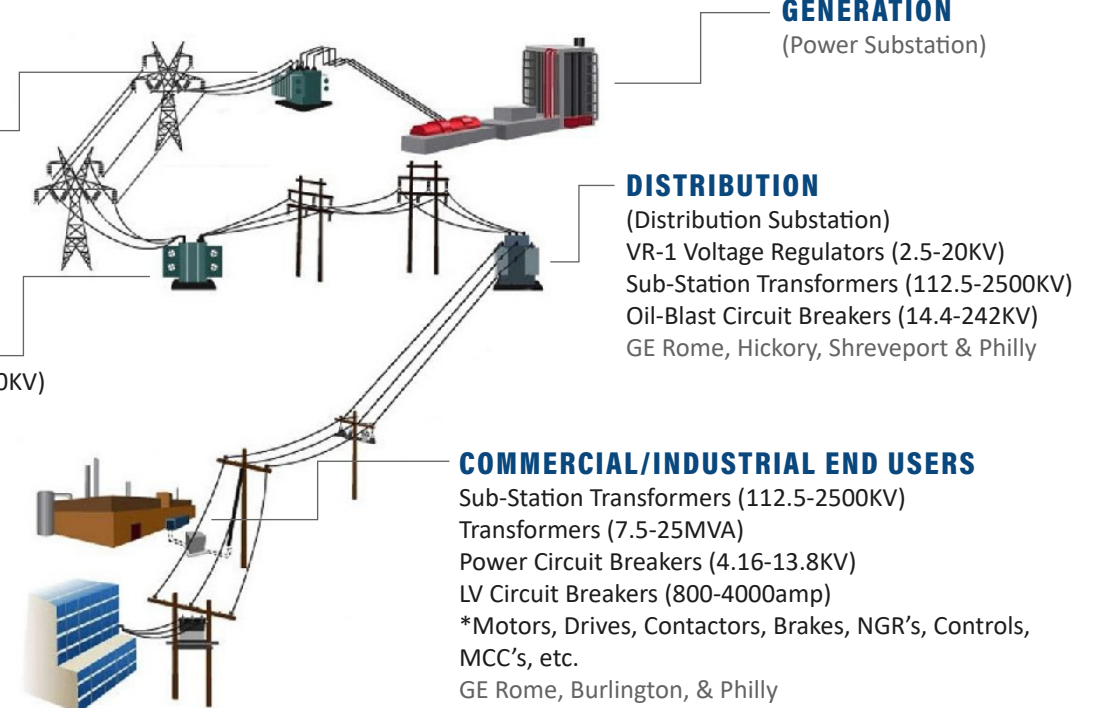 GENERATION
(Power Substation)
DISTRIBUTION
(Distribution Substation)
VR-1 Voltage Regulators (2.5-20KV)
Sub-Station Transformers (112.5-2500KV)
Oil-Blast Circuit Breakers (14.4-242KV)
GE Rome, Hickory, Shreveport & Philly
0KV)
COMMERCIAL/INDUSTRIAL END USERS
Sub-Station Transformers (112.5-2500KV)
Transformers (7.5-25MVA)
Power Circuit Breakers (4.16-13.8KV)
LV Circuit Breakers (800-4000amp)
*Motors, Drives, Contactors, Brakes, NGR’s, Controls,
MCC’s, etc.
GE Rome, Burlington, & Philly